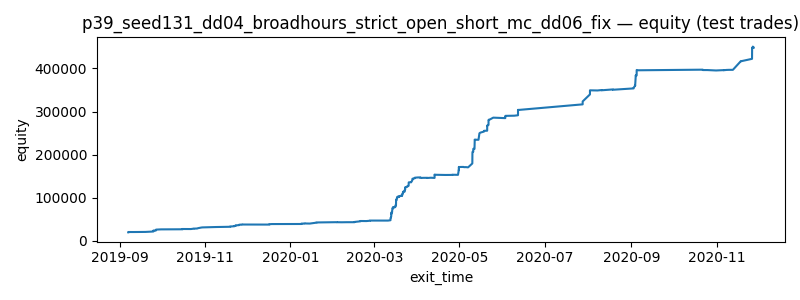 p39_seed131_dd04_broadhours_strict_open_short_mc_dd06_fix — equity (test trades)
equity
400000
300000
200000
100000
0
2019-09 2019-11 2020-01 2020-03 2020-05 2020-07 2020-09 2020-11
exit_time